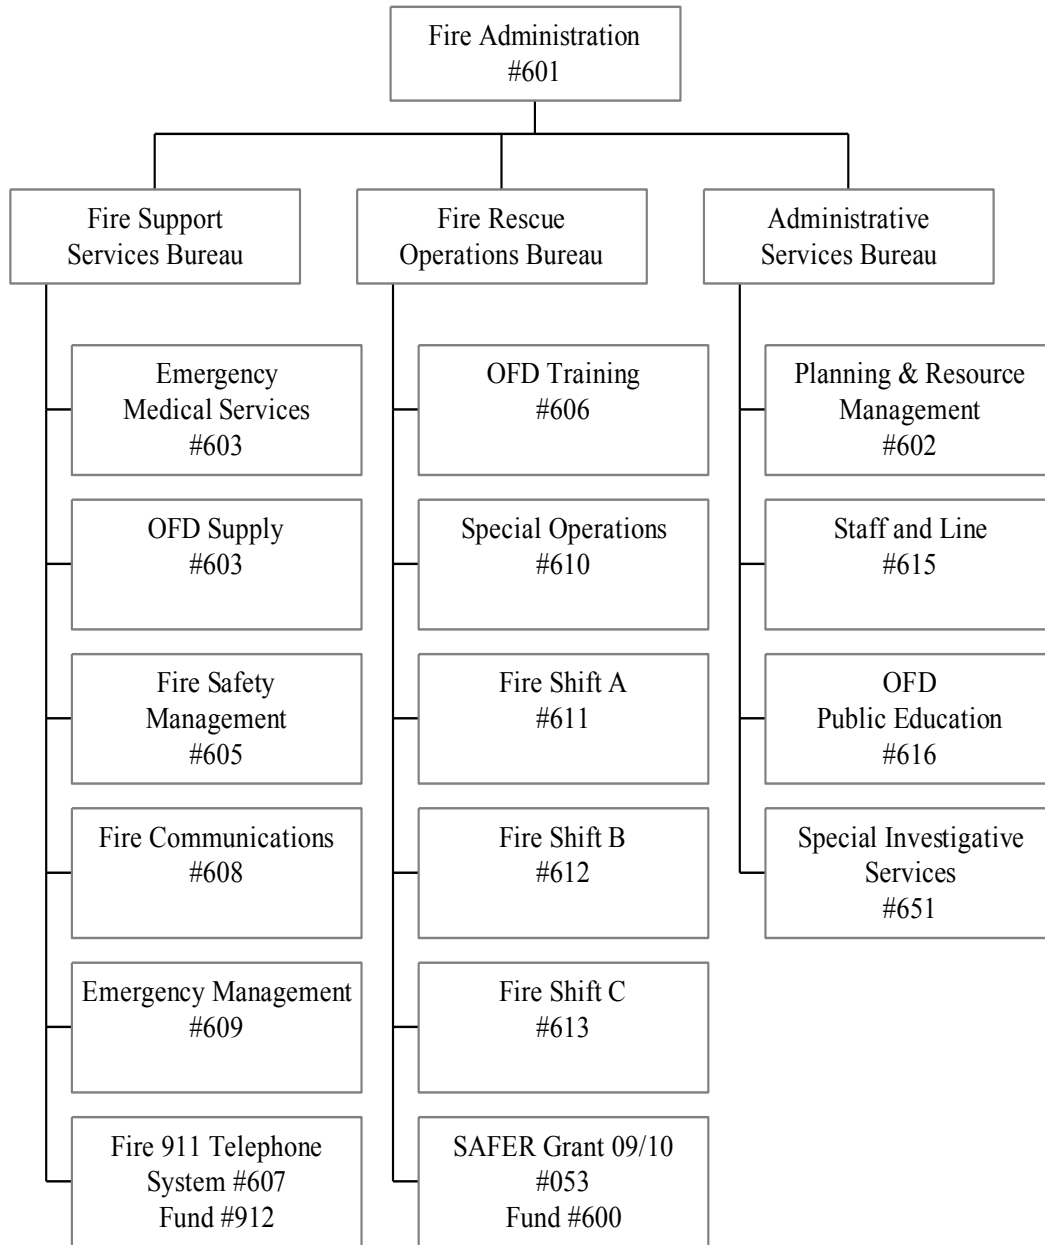 Fire Administration
#601
Fire Support
Services Bureau
Fire Rescue
Operations Bureau
Administrative
Services Bureau
Emergency
Medical Services
#603
OFD Supply
#603
Fire Safety
Management
#605
Fire Communications
#608
Emergency Management
#609
Fire 911 Telephone
System #607
Fund #912
OFD Training
#606
Special Operations
#610
Fire Shift A
#611
Fire Shift B
#612
Fire Shift C
#613
SAFER Grant 09/10
#053
Fund #600
Planning & Resource
Management
#602
Staff and Line
#615
OFD
Public Education
#616
Special Investigative
Services
#651